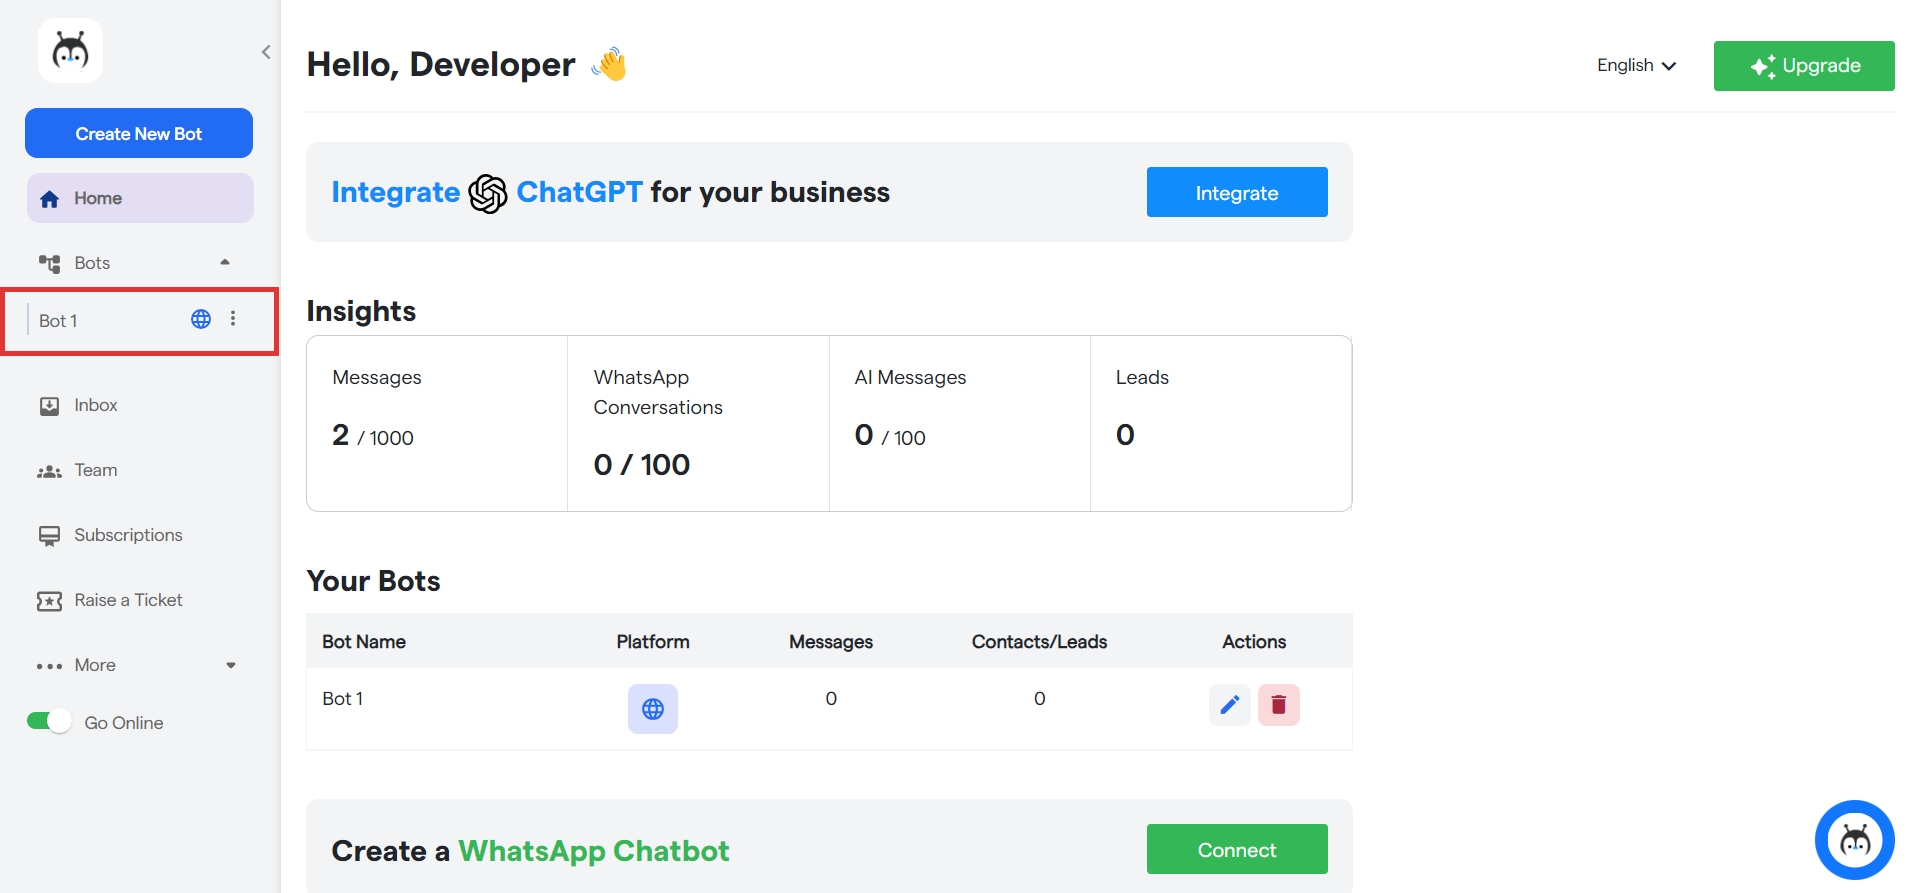 Create New Bot
Home
Bots
Bot 1
Inbox
Team
Subscriptions
Raise a Ticket
More
Go Online
Hello, Developer
English
Upgrade
Integrate ChatGPT for your business
Integrate
Insights
Messages
2 / 1000
WhatsApp
Conversations
0 / 100
AI Messages
0 / 100
Leads
0
Your Bots
Bot Name Platform Messages Contacts/Leads Actions
Bot 1 0 0
Create a WhatsApp Chatbot
Connect